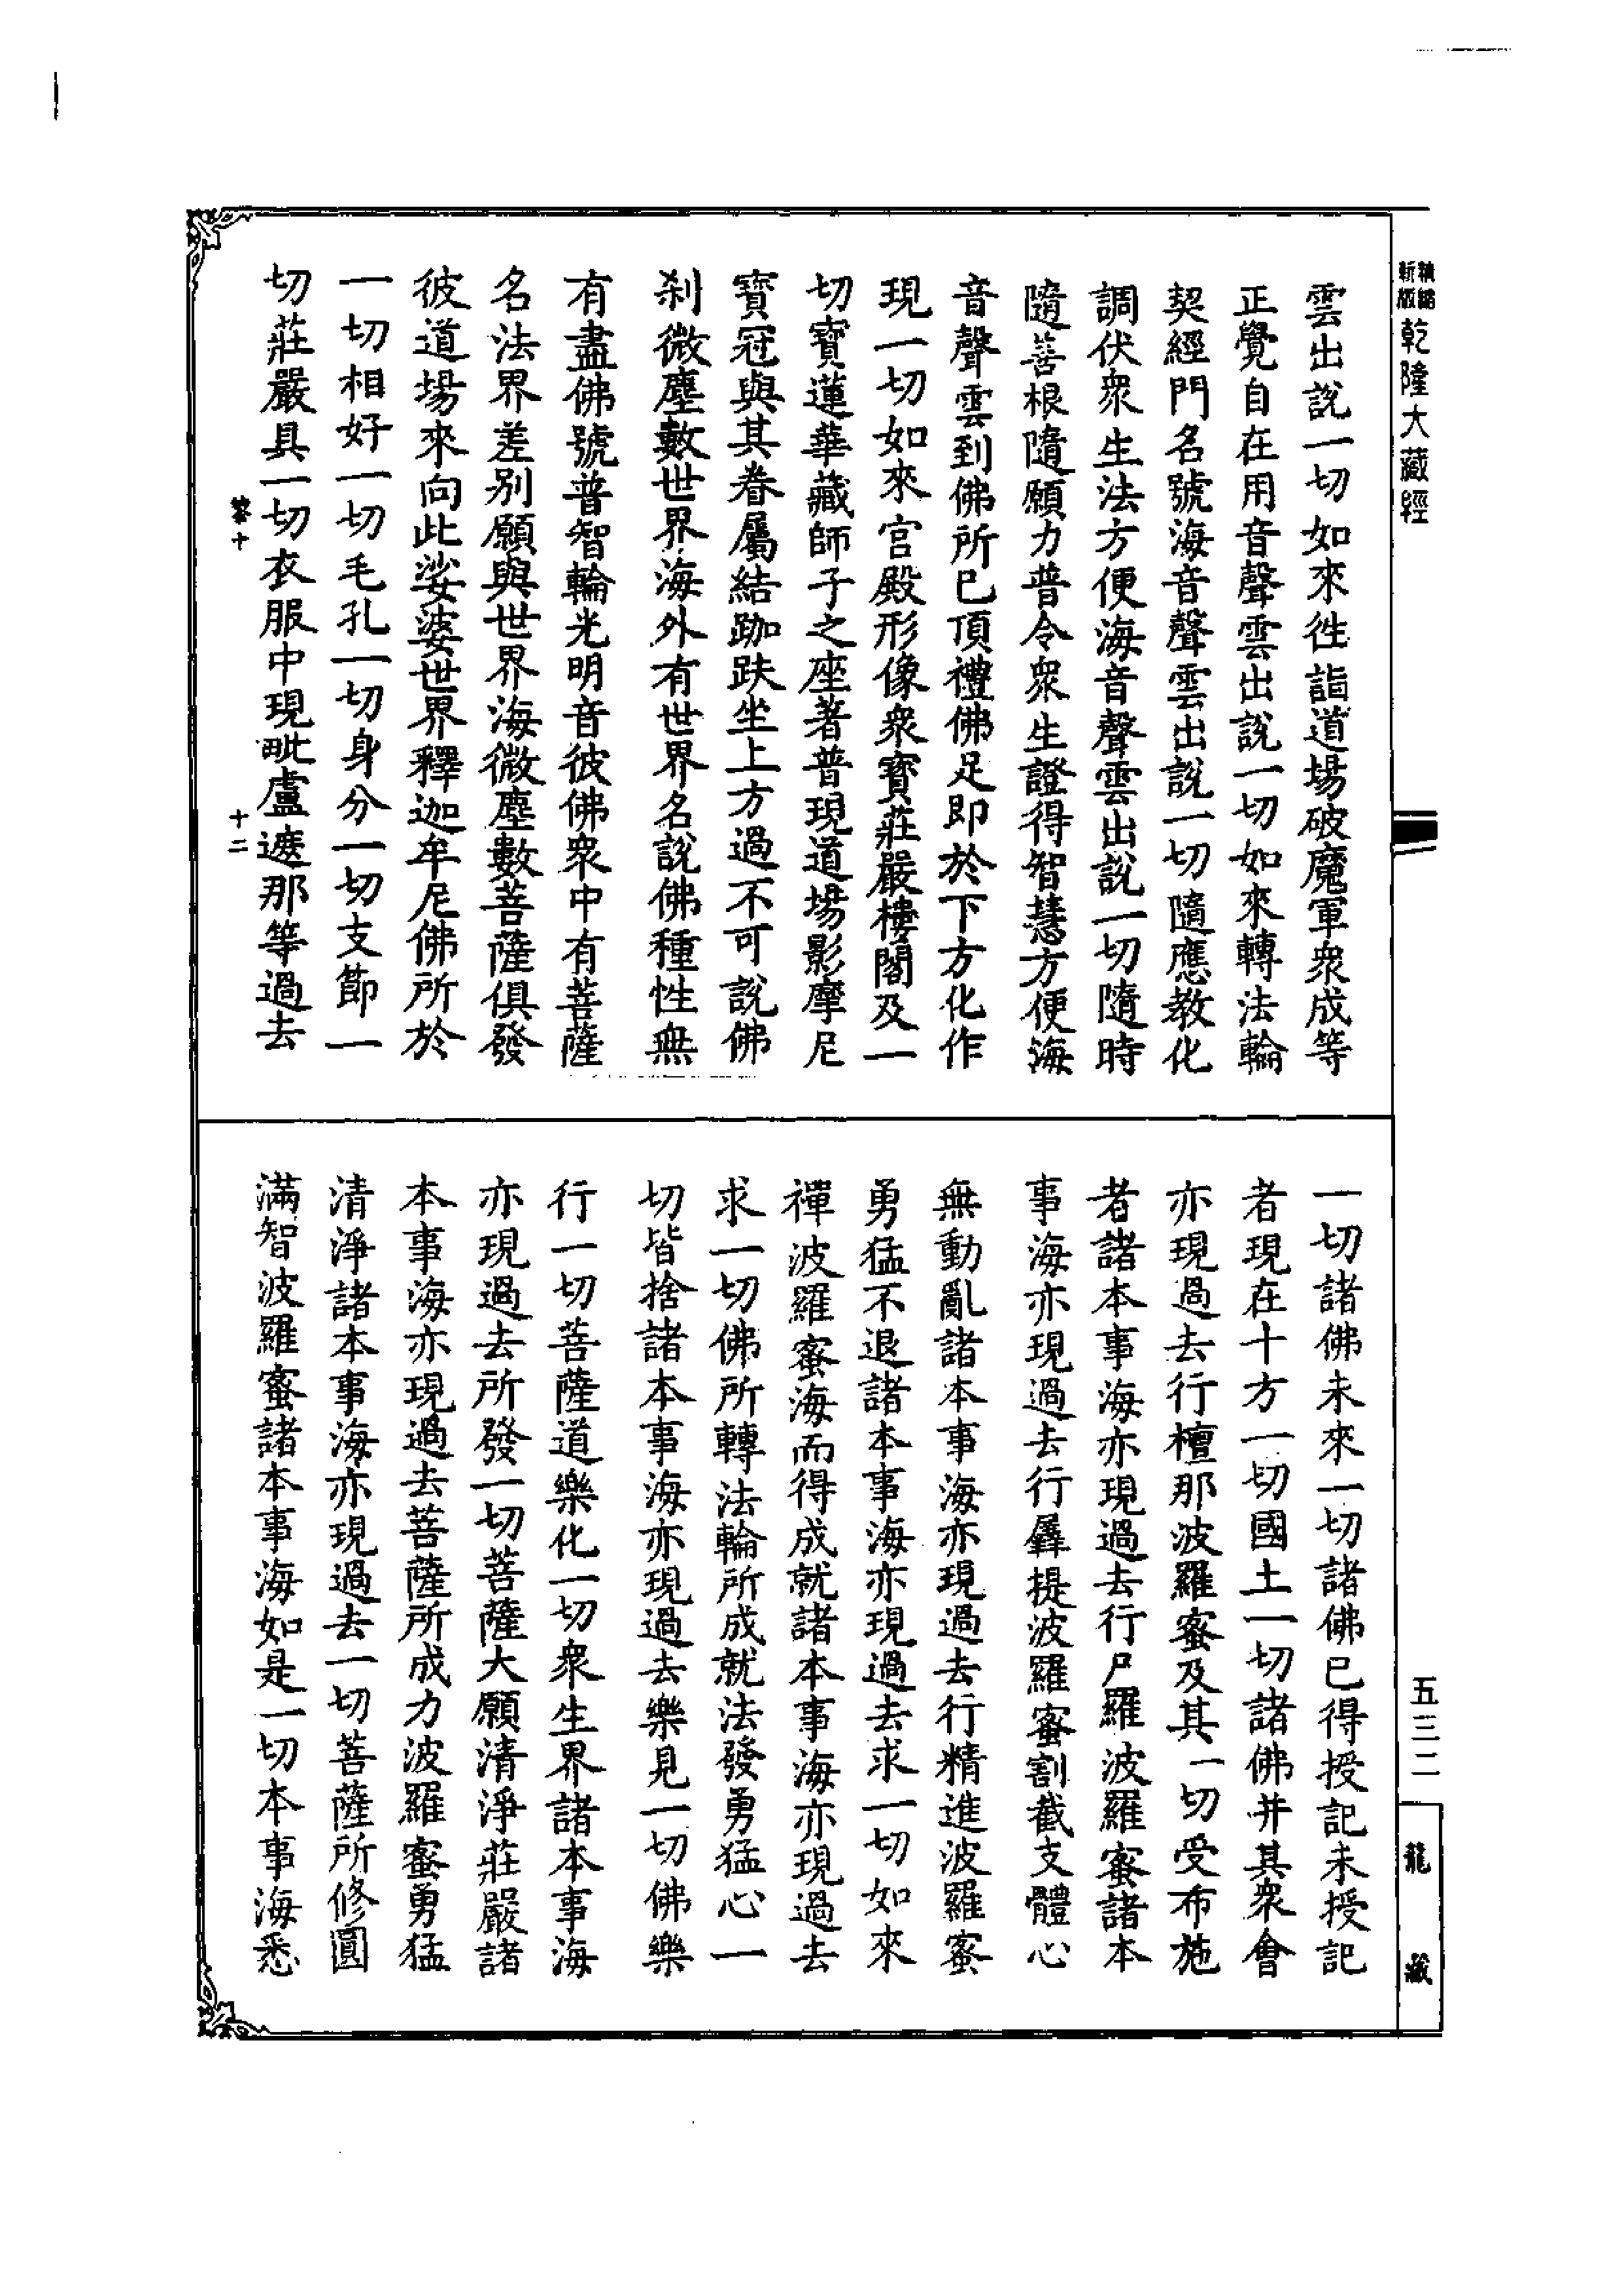 精縮
新版
乾隆大藏經
雲出說一切如來往詣道場破魔軍衆成等
正覺自在用音聲雲出說一切如來轉法輪
契經門名號海音聲雲出說一切隨應教化
調伏衆生法方便海音聲雲出說一切隨時
隨善根隨願力普令衆生證得智慧方便海
音聲雲到佛所已頂禮佛足即於下方化作
現一切如來宮殿形像衆寶莊嚴樓閣及一
切寶蓮華藏師子之座著普現道場影摩尼
寶冠與其眷屬結跏趺坐上方過不可說佛
刹微塵數世界海外有世界名說佛種性無
有盡佛號普智輪光明音彼佛衆中有菩薩
名法界差別願與世界海微塵數菩薩俱發
彼道場來向此娑婆世界釋迦牟尼佛所於
一切相好一切毛孔一切身分一切支節一
切莊嚴具一切衣服中現毗盧遮那等過去
黎十
十二
一切諸佛未來一切諸佛已得授記未授記
者現在十方一切國土一切諸佛并其衆會
亦現過去行檀那波羅蜜及其一切受布施
者諸本事海亦現過去行尸羅波羅蜜諸本
事海亦現過去行羼提波羅蜜割截支體心
無動亂諸本事海亦現過去行精進波羅蜜
勇猛不退諸本事海亦現過去求一切如來
禪波羅蜜海而得成就諸本事海亦現過去
求一切佛所轉法輪所成就法發勇猛心一
切皆捨諸本事海亦現過去樂見一切佛樂
行一切菩薩道樂化一切衆生界諸本事海
亦現過去所發一切菩薩大願清淨莊嚴諸
本事海亦現過去菩薩所成力波羅蜜勇猛
清淨諸本事海亦現過去一切菩薩所修圓
滿智波羅蜜諸本事海如是一切本事海悉
五三二
龍藏